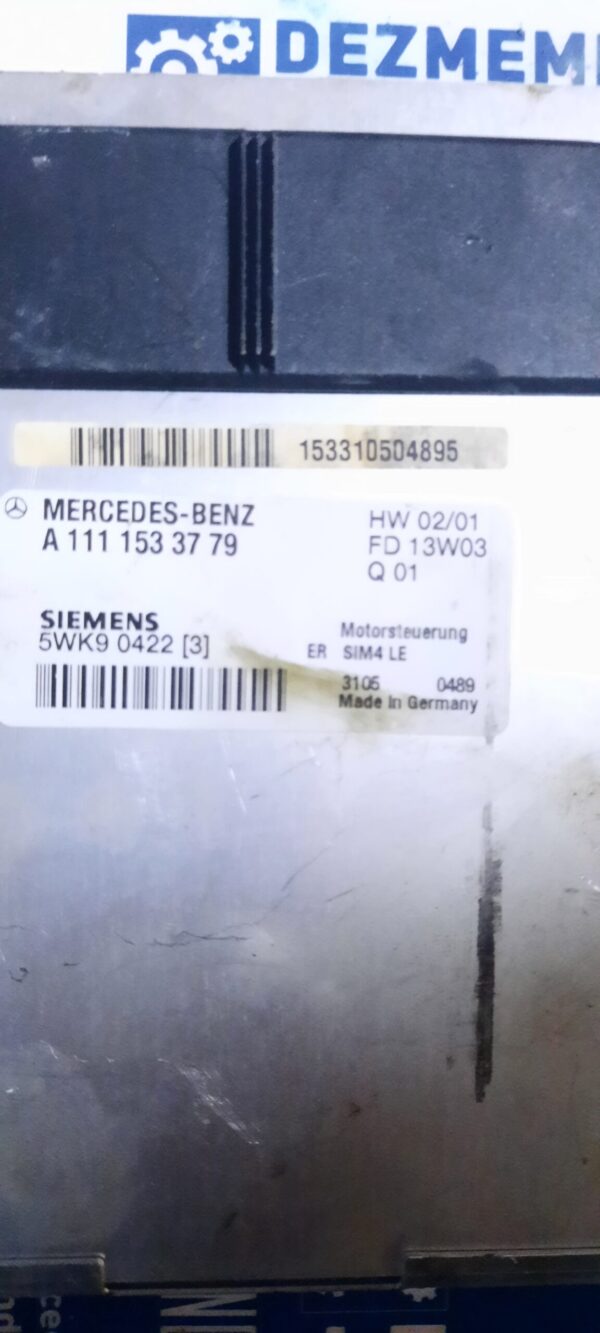 DEZMEM
153310504895
MERCEDES-BENZ
A 111 153 37 79
HW 02/01
FD 13W03
Q 01
SIEMENS
5WK9 0422 [3]
Motorsteuerung
ER SIM4 LE
3105 0489
Made In Germany